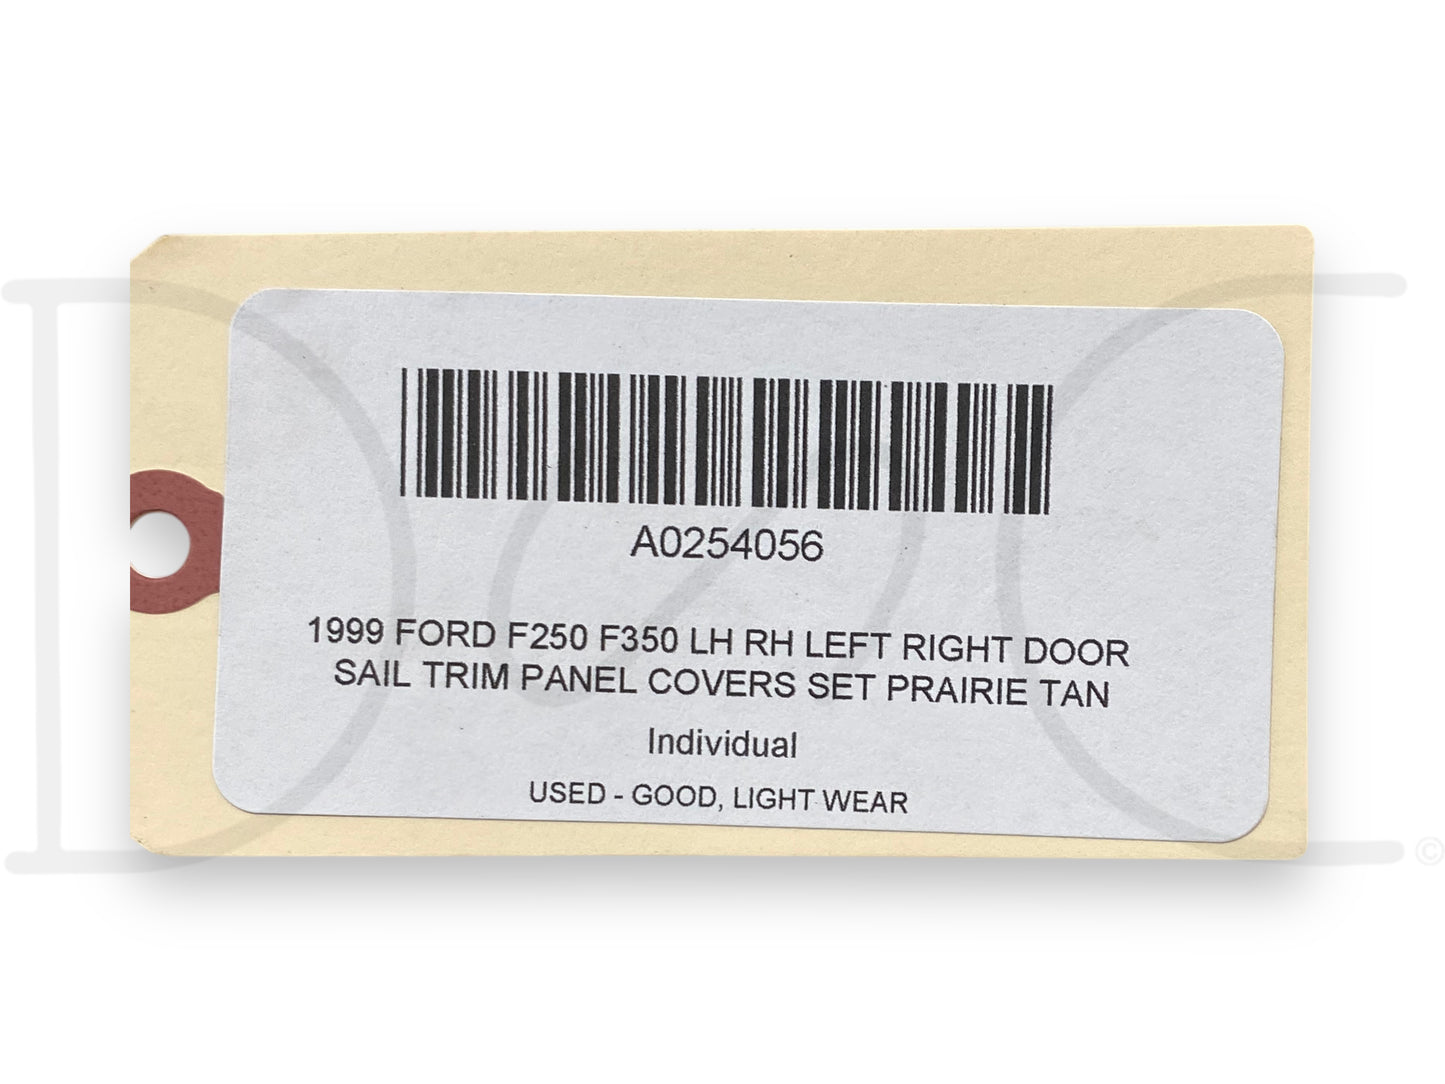 A0254056
1999 FORD F250 F350 LH RH LEFT RIGHT DOOR
SAIL TRIM PANEL COVERS SET PRAIRIE TAN
Individual
USED - GOOD, LIGHT WEAR
©